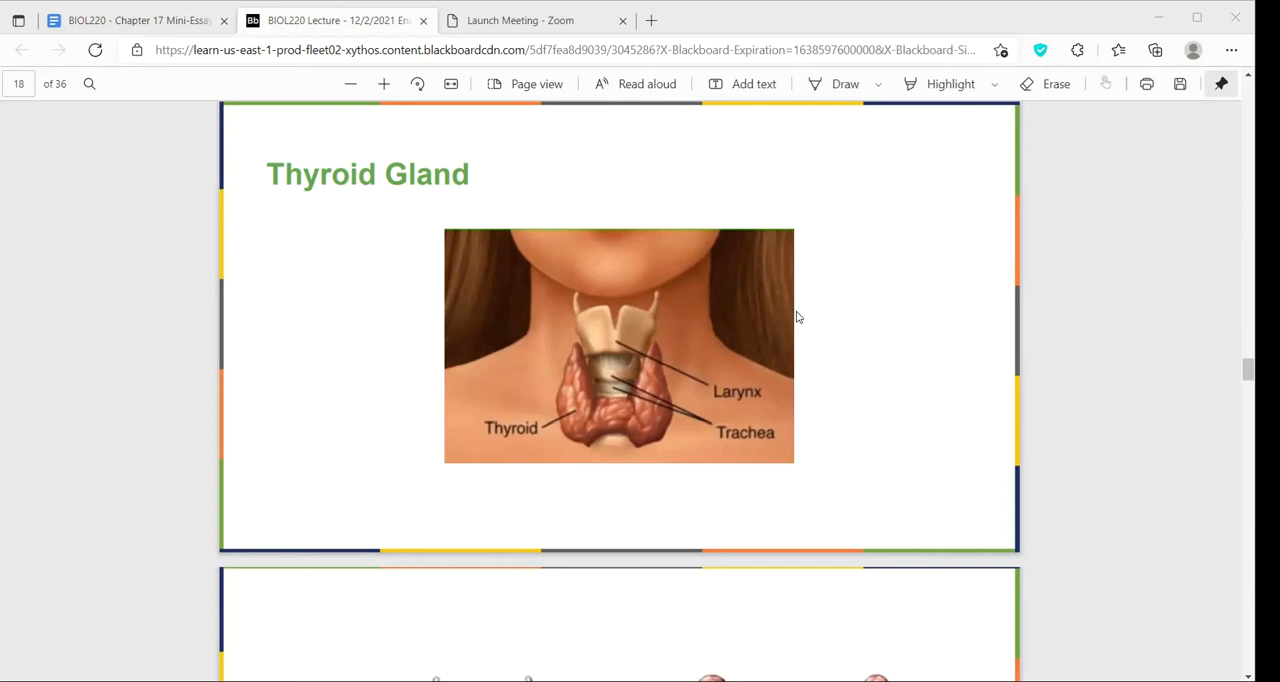 BIOL220 - Chapter 17 Mini-Essa
Bb BIOL220 Lecture - 12/2/2021 En
Launch Meeting - Zoom
https://learn-us-east-1-prod-fleet02-xythos.content.blackboardcdn.com/5df7fea8d9039/3045286?X-Blackboard-Expiration=1638597600000&X-Blackboard-Si...
18 of 36 Page view Read aloud Add text Draw Highlight Erase
Thyroid Gland
Larynx
Thyroid
Trachea